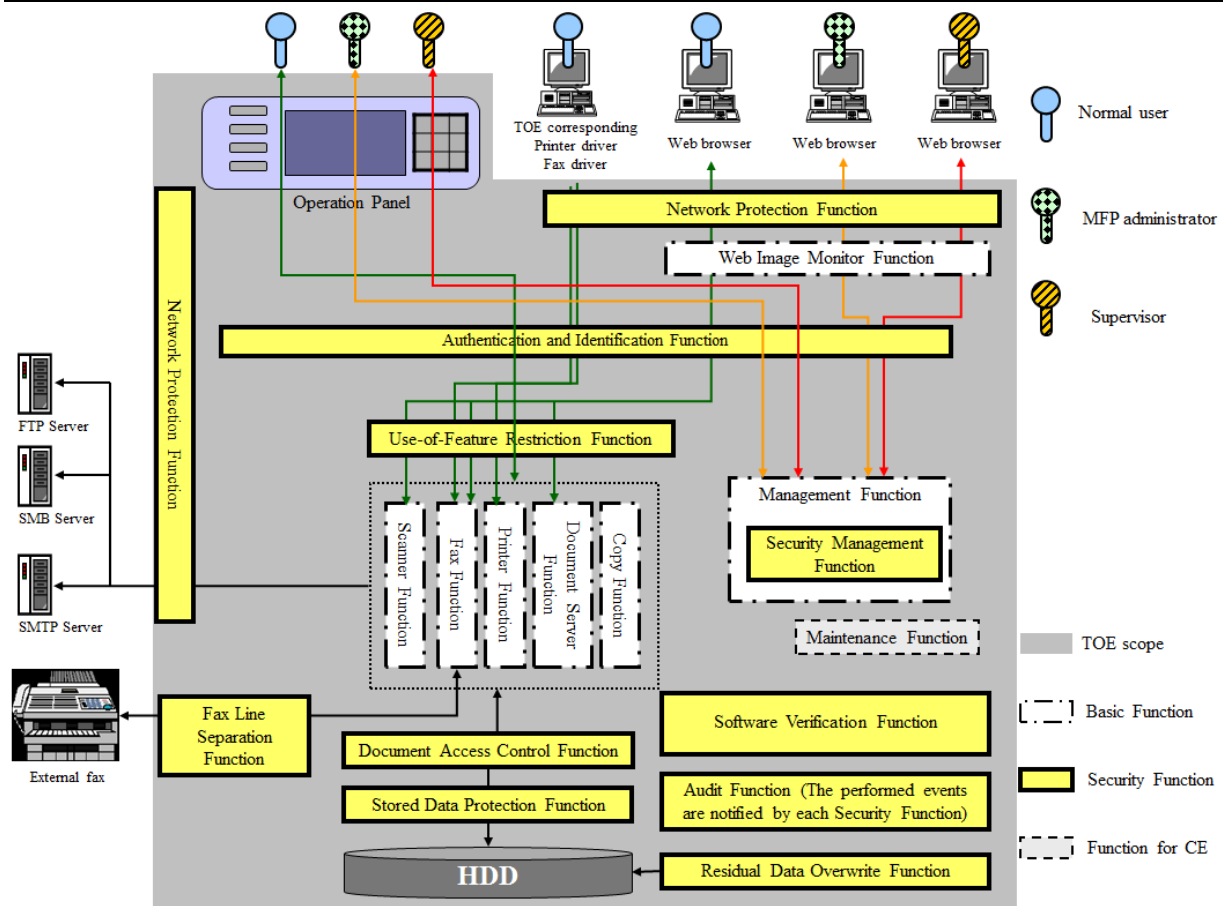 TOE corresponding
Printer driver
Fax driver
Web browser
Web browser
Web browser
Normal user
Operation Panel
Network Protection Function
MFP administrator
Web Image Monitor Function
Network Protection Function
Supervisor
Authentication and Identification Function
FTP Server
Use-of-Feature Restriction Function
SMB Server
Management Function
Security Management
Function
Scanner Function
Fax Function
Printer Function
Document Server
Function
Copy Function
SMTP Server
Maintenance Function
TOE scope
Basic Function
Fax Line
Separation
Function
Software Verification Function
Document Access Control Function
External fax
Security Function
Stored Data Protection Function
Audit Function (The performed events
are notified by each Security Function)
Function for CE
HDD
Residual Data Overwrite Function